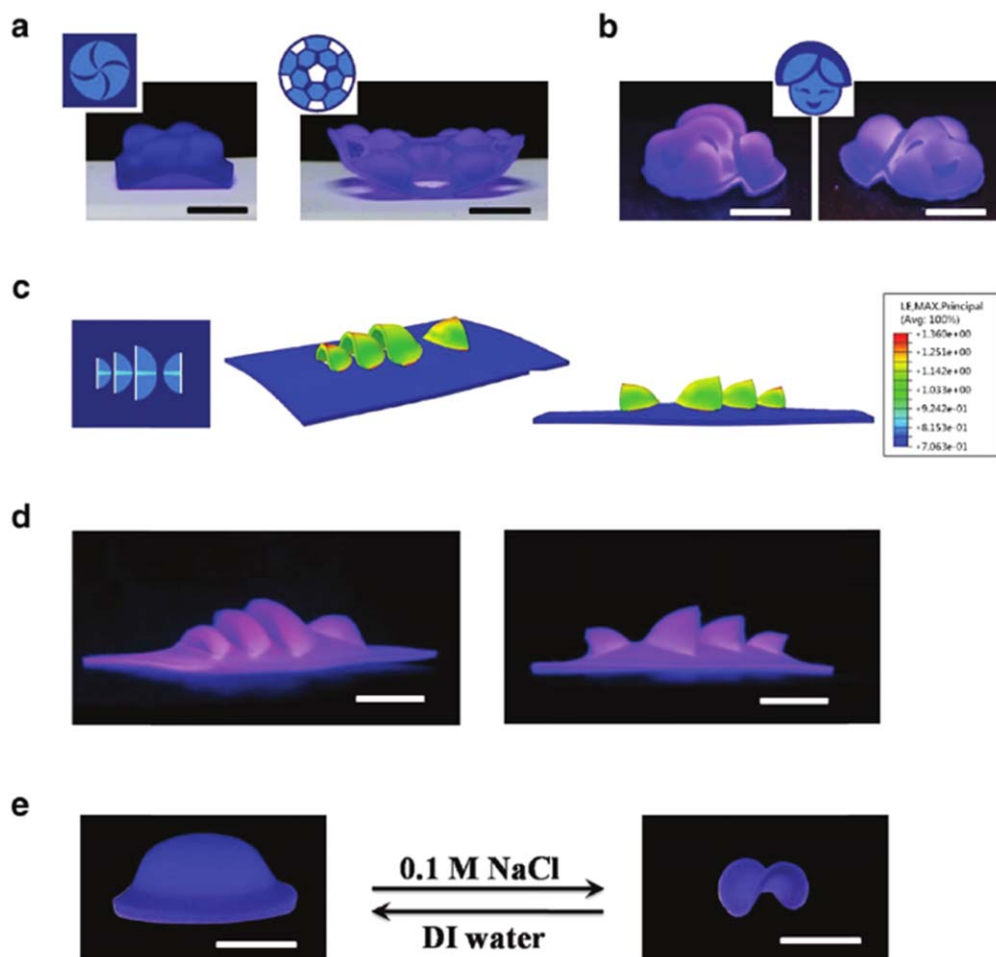 a
b
c
LE,MAX.Principal
(Avg: 100%)
+1.360e+00
+1.251e+00
+1.142e+00
+1.033e+00
+9.242e-01
+8.153e-01
+7.063e-01
d
e
0.1 M NaCl
DI water